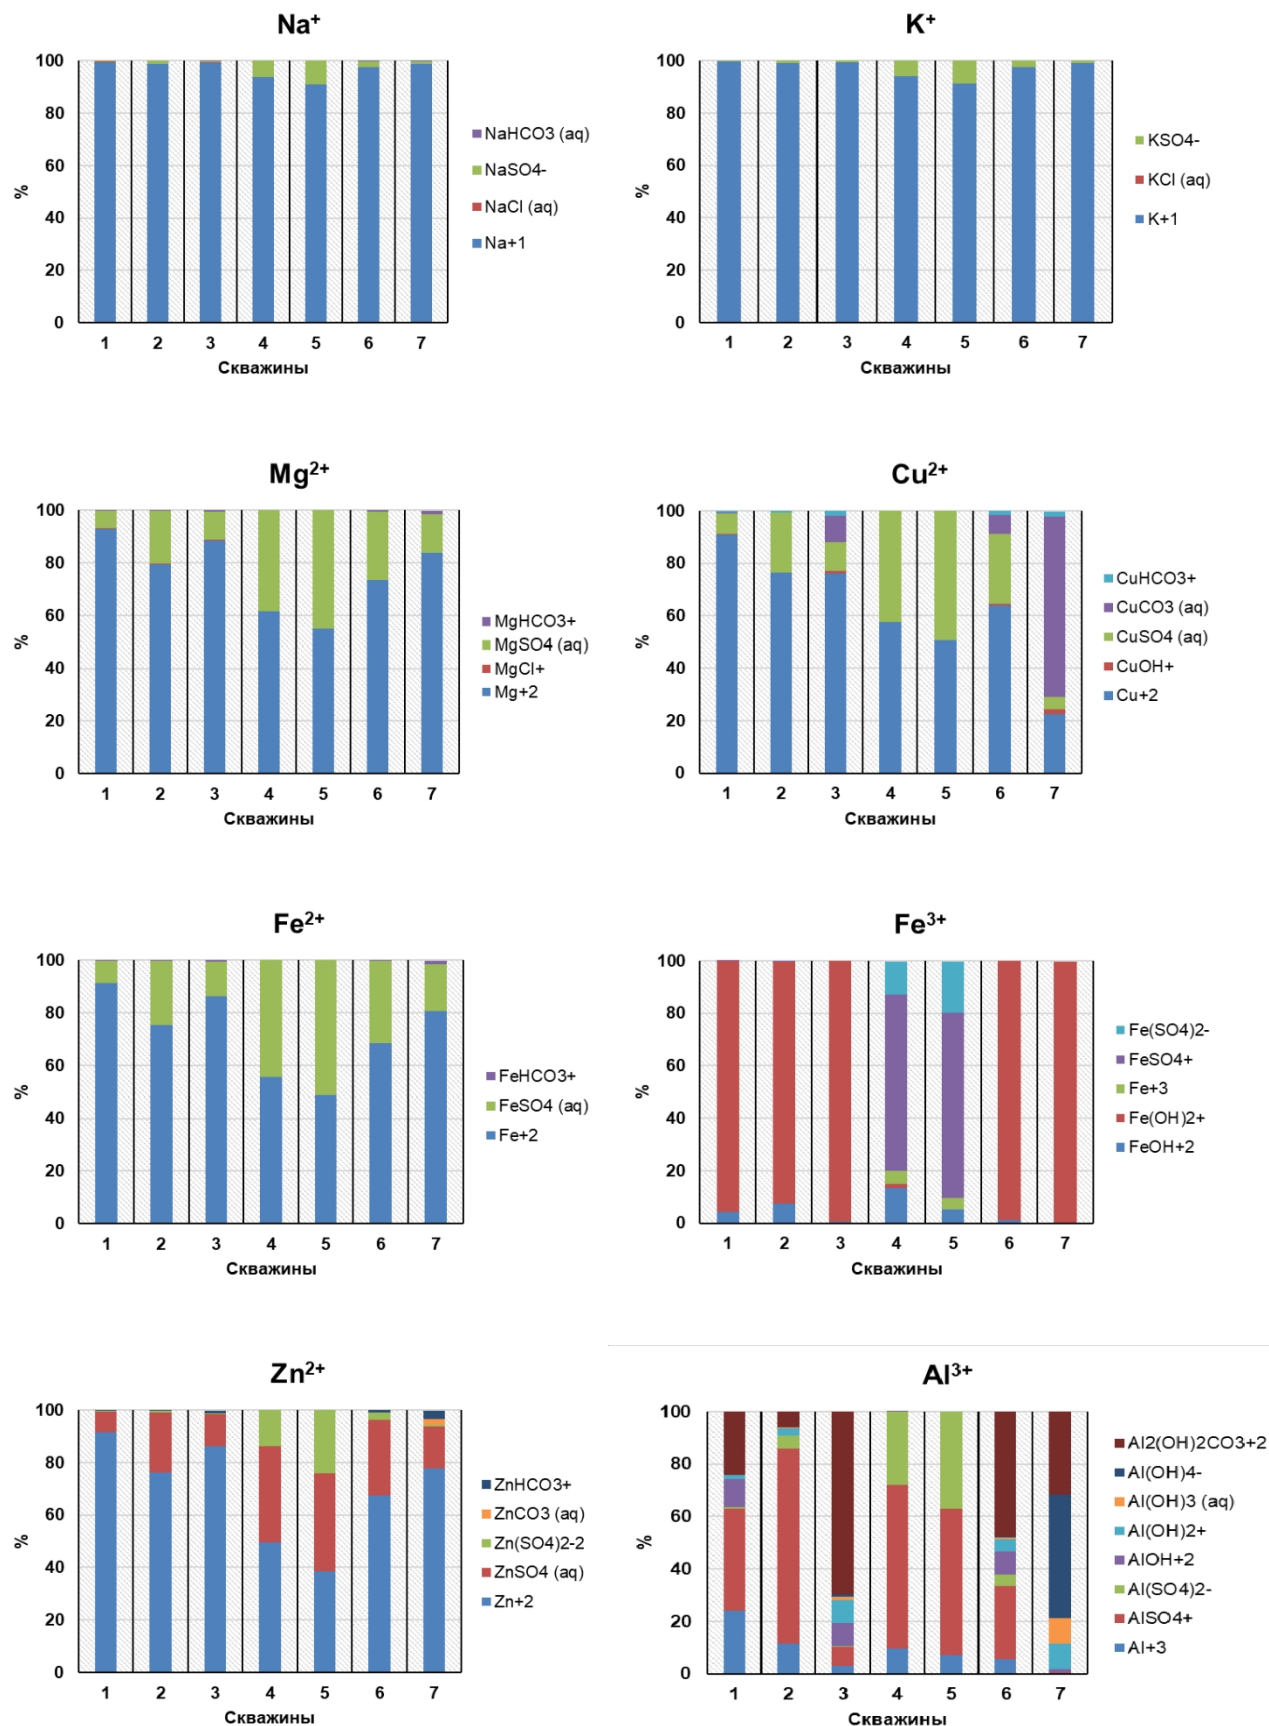 Na+
100
80
60
40
20
0
%
1 2 3 4 5 6 7
Скважины
NaHCO3 (aq)
NaSO4-
NaCl (aq)
Na+1
K+
100
80
60
40
20
0
%
1 2 3 4 5 6 7
Скважины
KSO4-
KCl (aq)
K+1
Mg2+
100
80
60
40
20
0
%
1 2 3 4 5 6 7
Скважины
MgHCO3+
MgSO4 (aq)
MgCl+
Mg+2
Cu2+
100
80
60
40
20
0
%
1 2 3 4 5 6 7
Скважины
CuHCO3+
CuCO3 (aq)
CuSO4 (aq)
CuOH+
Cu+2
Fe2+
100
80
60
40
20
0
%
1 2 3 4 5 6 7
Скважины
FeHCO3+
FeSO4 (aq)
Fe+2
Fe3+
100
80
60
40
20
0
%
1 2 3 4 5 6 7
Скважины
Fe(SO4)2-
FeSO4+
Fe+3
Fe(OH)2+
FeOH+2
Zn2+
100
80
60
40
20
0
%
1 2 3 4 5 6 7
Скважины
ZnHCO3+
ZnCO3 (aq)
Zn(SO4)2-2
ZnSO4 (aq)
Zn+2
Al3+
100
80
60
40
20
0
%
1 2 3 4 5 6 7
Скважины
Al2(OH)2CO3+2
Al(OH)4-
Al(OH)3 (aq)
Al(OH)2+
AlOH+2
Al(SO4)2-
AlSO4+
Al+3